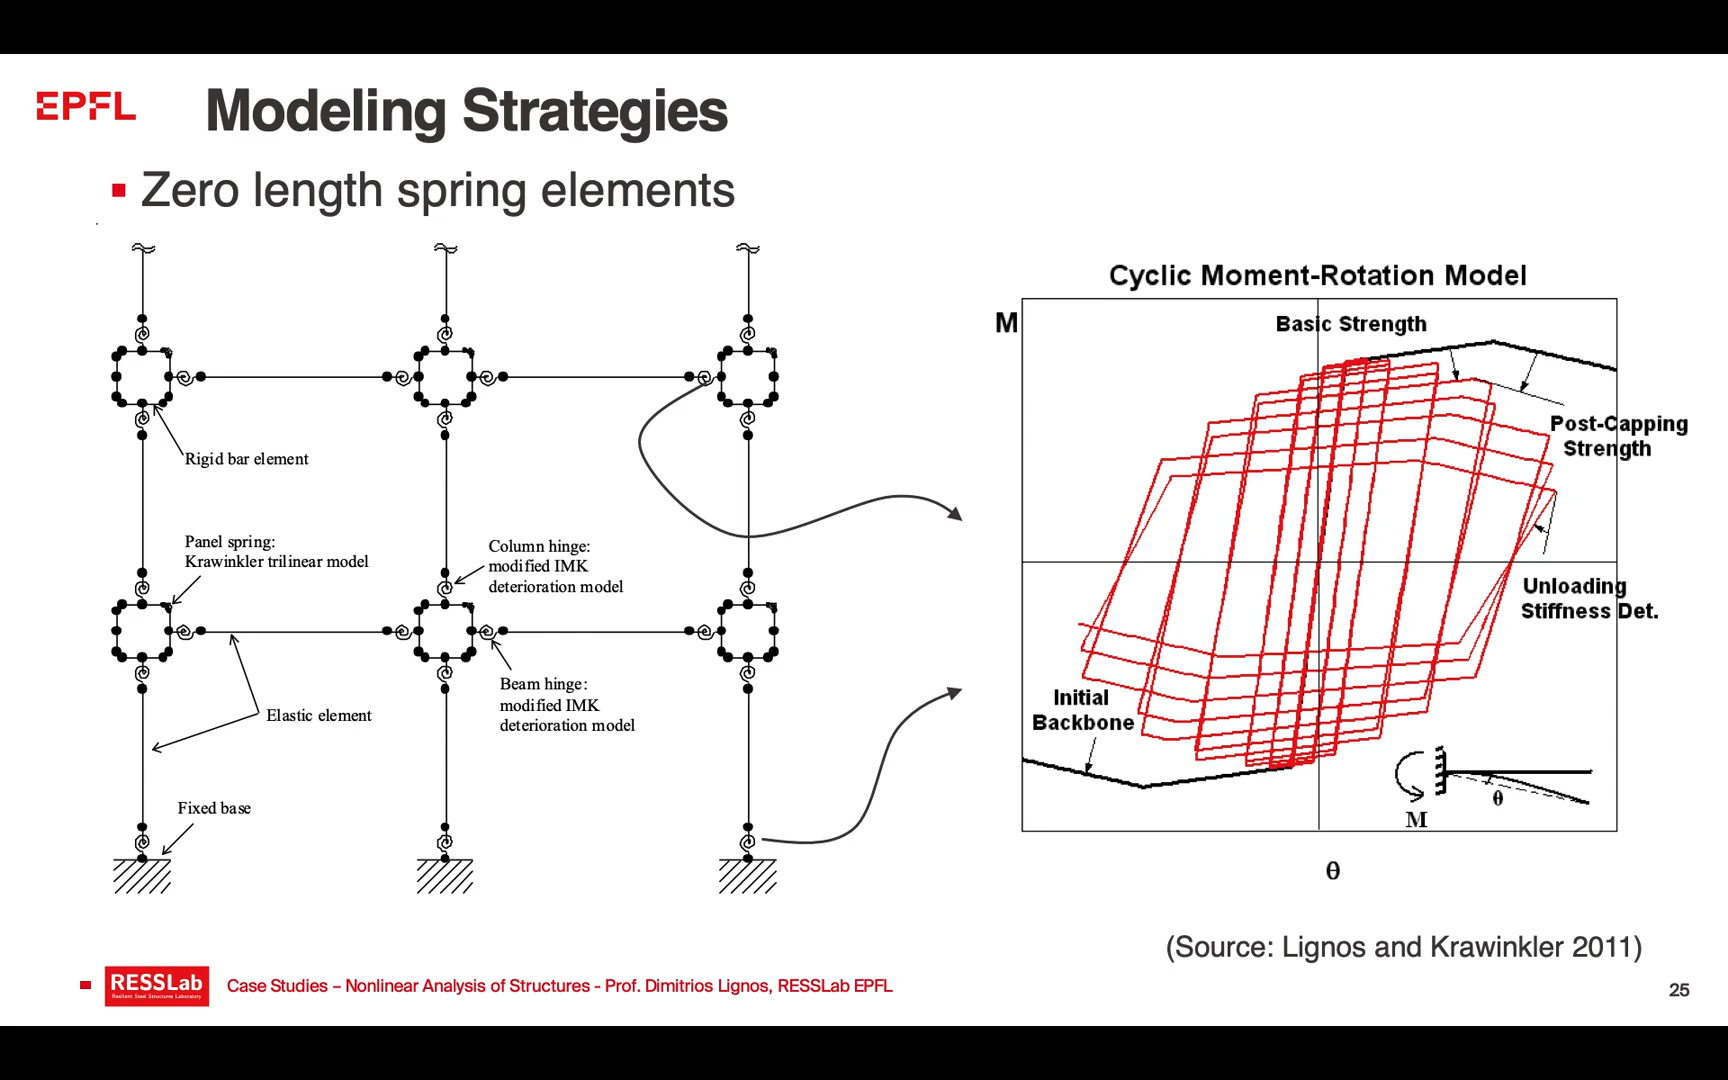 EPFL
Modeling Strategies
Zero length spring elements
Rigid bar element
Panel spring:
Krawinkler trilinear model
Column hinge:
modified IMK
deterioration model
Beam hinge:
modified IMK
deterioration model
Elastic element
Fixed base
Cyclic Moment-Rotation Model
M
Basic Strength
Post-Capping
Strength
Unloading
Stiffness Det.
Initial
Backbone
θ
M
θ
(Source: Lignos and Krawinkler 2011)
RESSLab
Resilient Steel Structures Laboratory
Case Studies – Nonlinear Analysis of Structures - Prof. Dimitrios Lignos, RESSLab EPFL
25